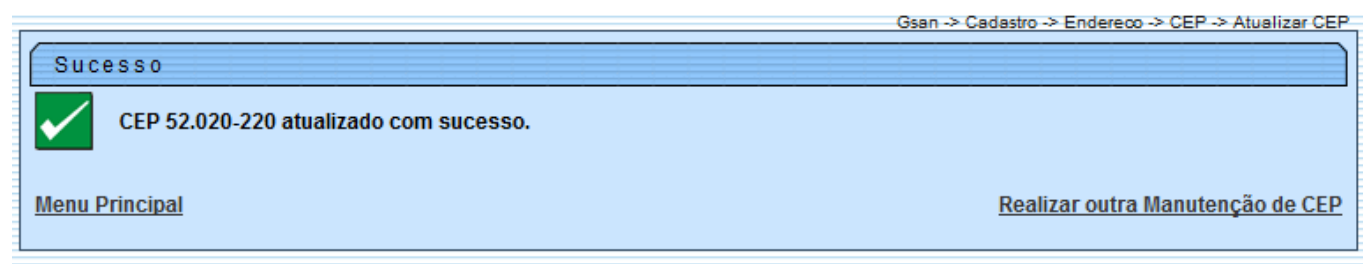 Gsan -> Cadastro -> Endereco -> CEP -> Atualizar CEP
Sucesso
CEP 52.020-220 atualizado com sucesso.
Menu Principal
Realizar outra Manutenção de CEP